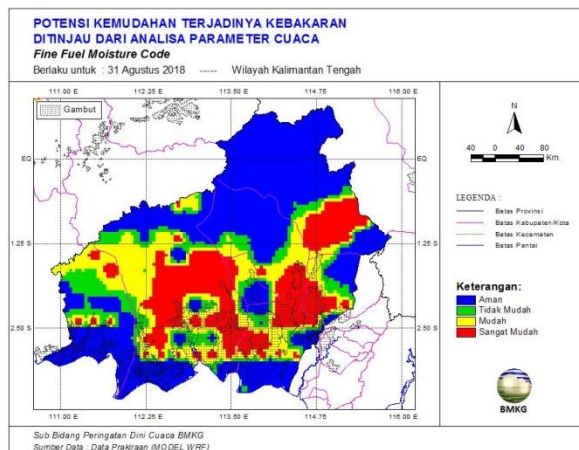 POTENSI KEMUDAHAN TERJADINYA KEBAKARAN
DITINJAU DARI ANALISA PARAMETER CUACA
Fine Fuel Moisture Code
Berlaku untuk : 31 Agustus 2018 ----- Wilayah Kalimantan Tengah
111.00 E 112.25 E 113.50 E 114.75 E 116.00 E
Gambut
EQ EQ
1.25 S 1.25 S
2.50 S 2.50 S
111.00 E 112.25 E 113.50 E 114.75 E 116.00 E
N
40 0 40 80 Km.
LEGENDA :
Batas Provinsi
Batas Kabupaten/Kota
Batas Kecamatan
Batas Pantai
Keterangan:
Aman
Tidak Mudah
Mudah
Sangat Mudah
BMKG
Sub Bidang Peringatan Dini Cuaca BMKG
Sumber Data : Data Prakiraan (MODEL WRF)